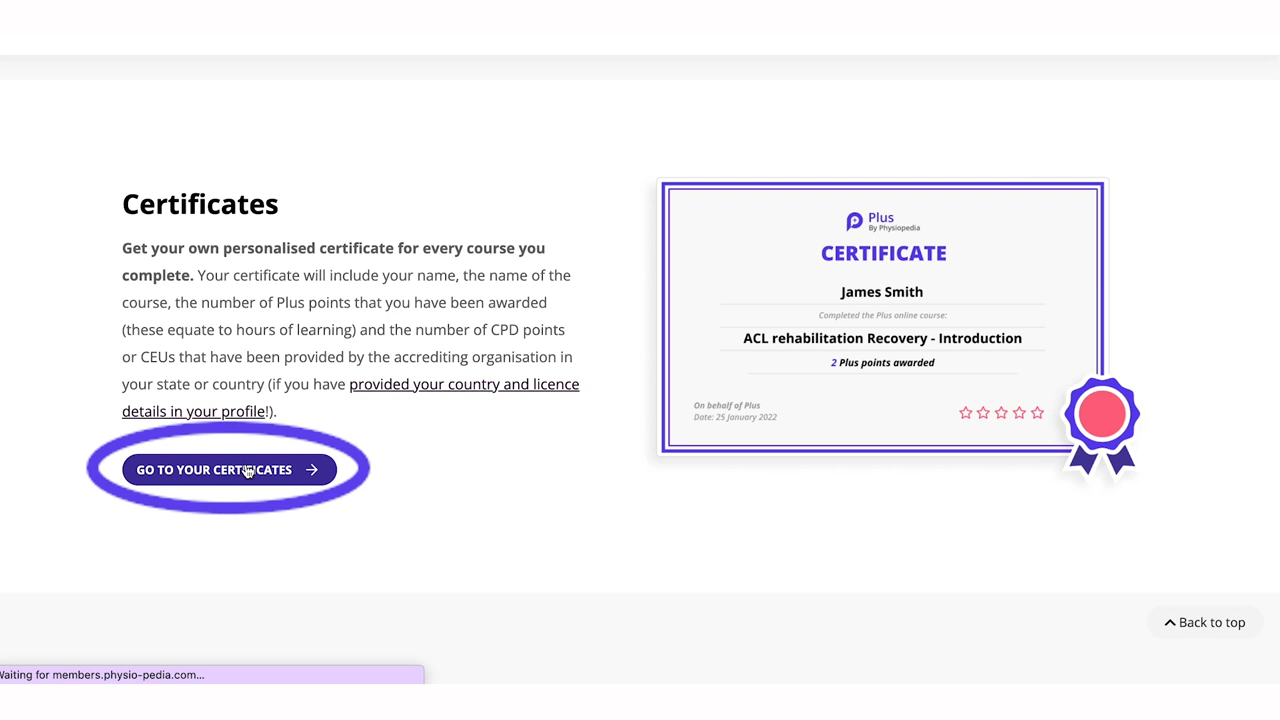 Certificates
Get your own personalised certificate for every course you
complete. Your certificate will include your name, the name of the
course, the number of Plus points that you have been awarded
(these equate to hours of learning) and the number of CPD points
or CEUs that have been provided by the accrediting organisation in
your state or country (if you have provided your country and licence
details in your profile!).
GO TO YOUR CERTIFICATES
Plus
By Physiopedia
CERTIFICATE
James Smith
Completed the Plus online course:
ACL rehabilitation Recovery - Introduction
2 Plus points awarded
On behalf of Plus
Date: 25 January 2022
Back to top
Waiting for members.physio-pedia.com...